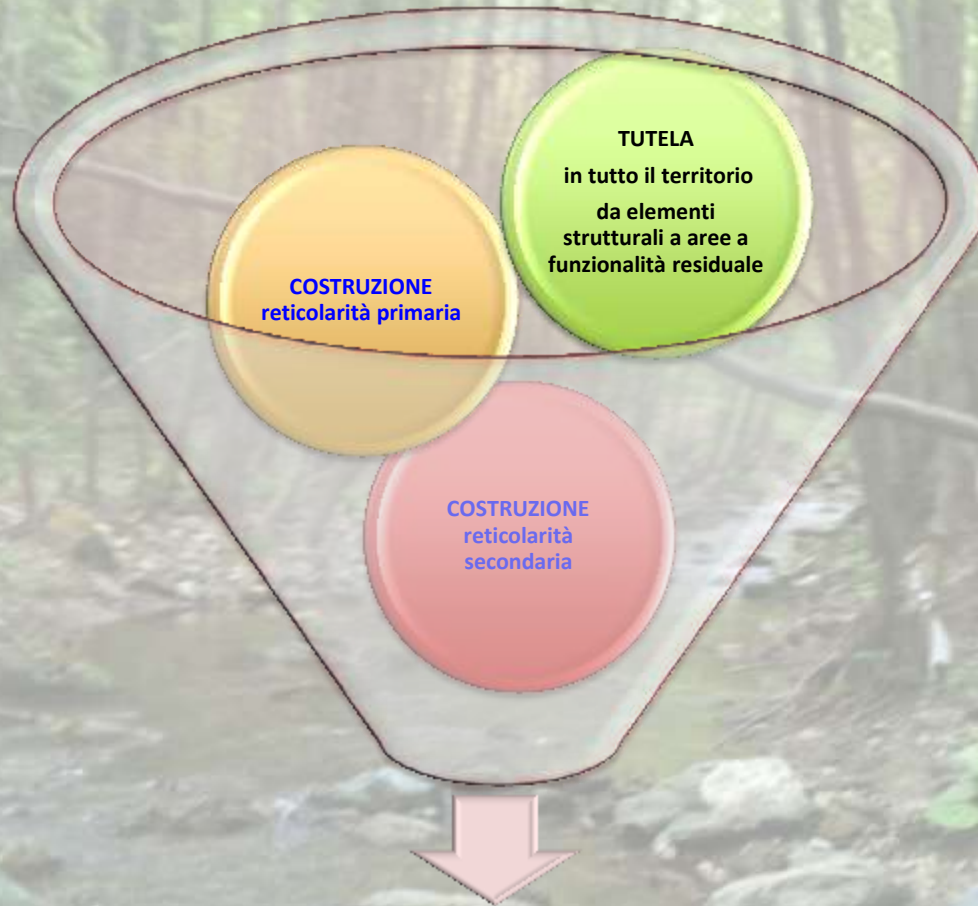 TUTELA
in tutto il territorio
da elementi
strutturali a aree a
funzionalità residuale
COSTRUZIONE
reticolarità primaria
COSTRUZIONE
reticolarità
secondaria